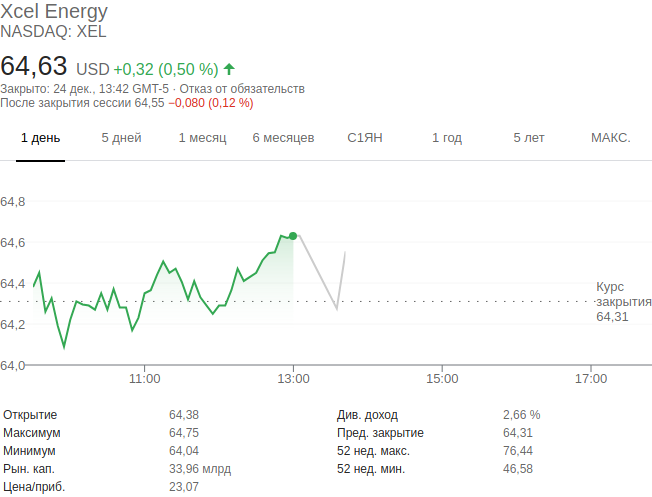 Xcel Energy
NASDAQ: XEL
64,63 USD +0,32 (0,50 %)
Закрыто: 24 дек., 13:42 GMT-5 · Отказ от обязательств
После закрытия сессии 64,55 −0,080 (0,12 %)
1 день 5 дней 1 месяц 6 месяцев С1ЯН 1 год 5 лет МАКС.
64,8
64,6
64,4
Курс
закрытия
64,31
64,2
64,0
11:00 13:00 15:00 17:00
Открытие 64,38 Див. доход 2,66 %
Максимум 64,75 Пред. закрытие 64,31
Минимум 64,04 52 нед. макс. 76,44
Рын. кап. 33,96 млрд 52 нед. мин. 46,58
Цена/приб. 23,07